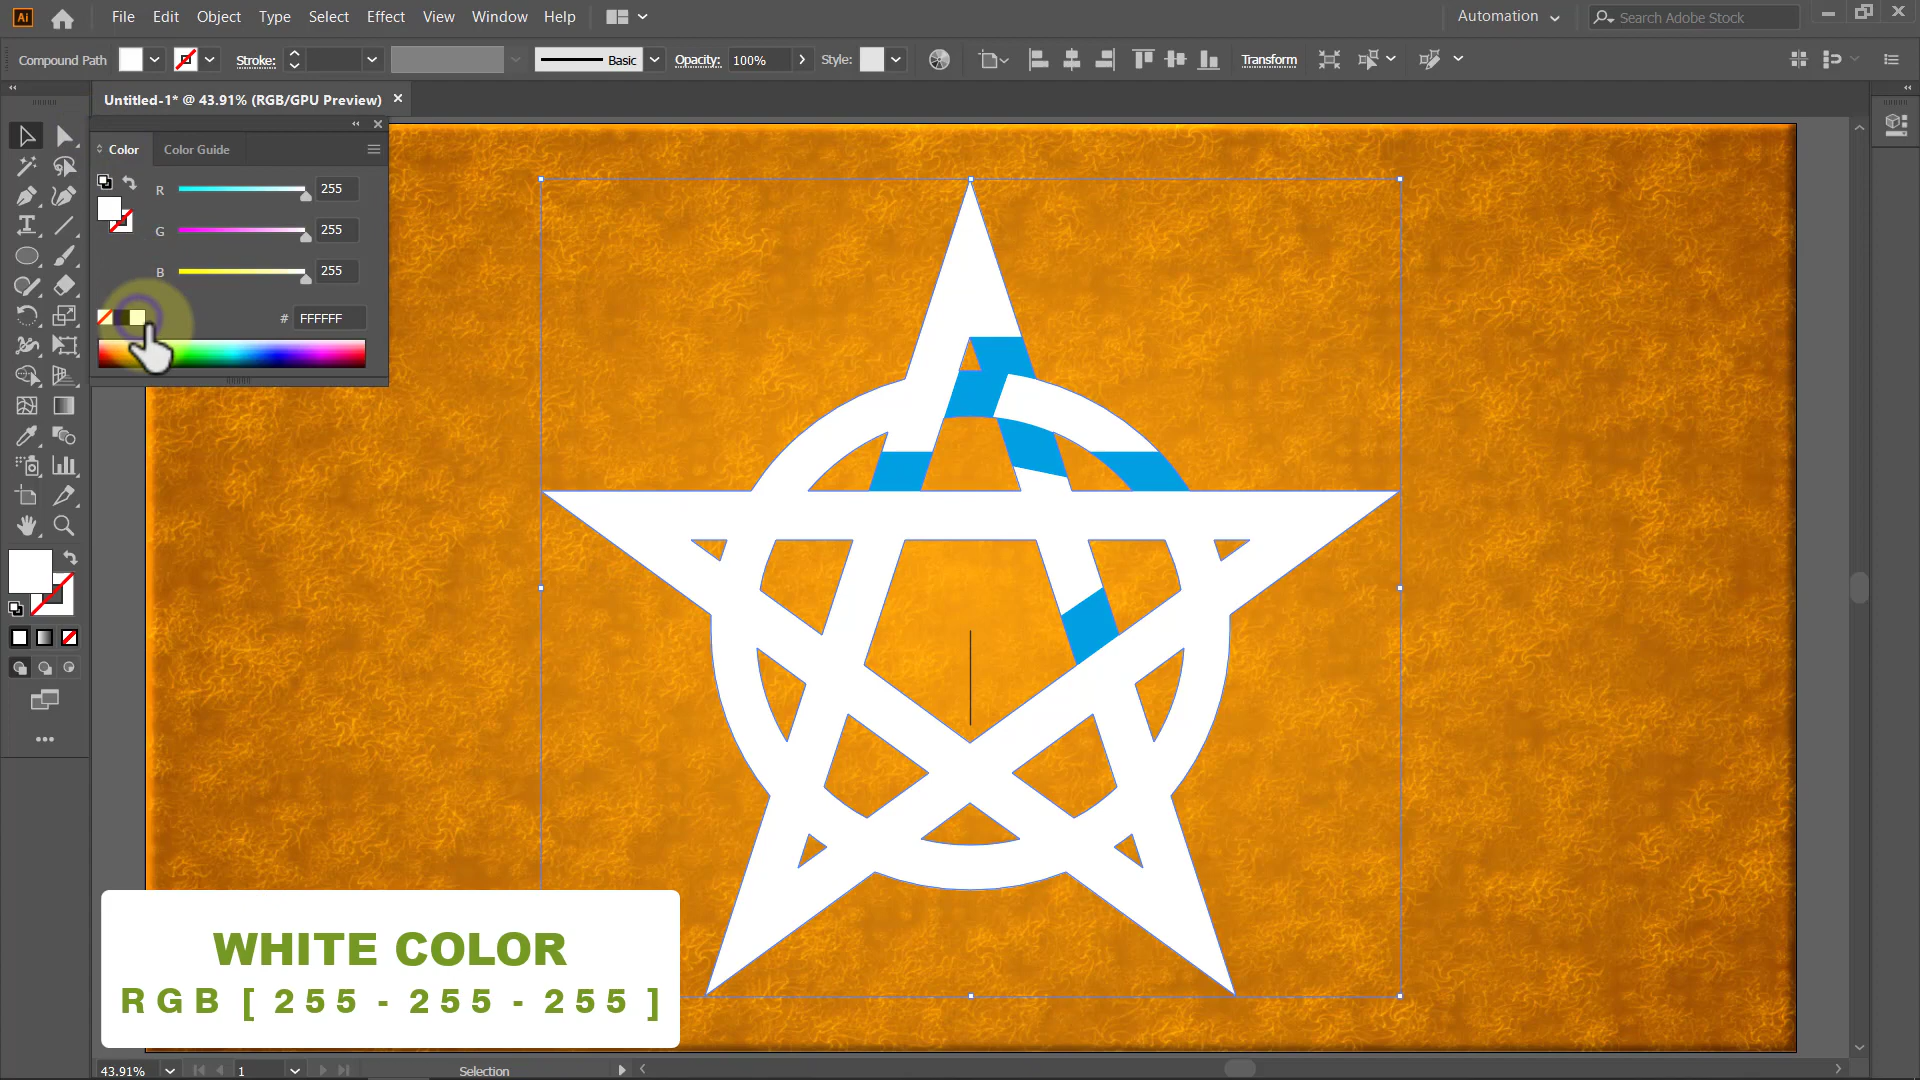 Ai
File Edit Object Type Select Effect View Window Help
Automation
Search Adobe Stock
Compound Path
Stroke:
Basic
Opacity:
100%
Style:
Transform
Untitled-1* @ 43.91% (RGB/GPU Preview)
Color
Color Guide
R
255
G
255
B
255
# FFFFFF
WHITE COLOR
RGB [ 255 - 255 - 255 ]
43.91%
1
Selection